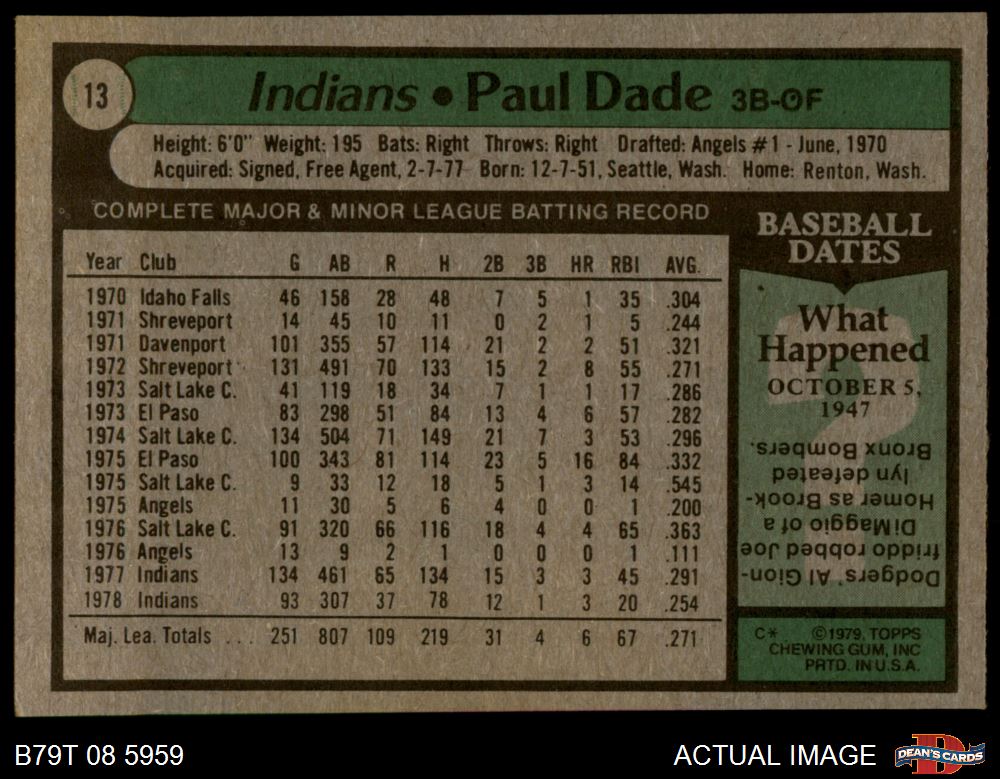 13
Indians • Paul Dade 3B-OF
Height: 6'0" Weight: 195 Bats: Right Throws: Right Drafted: Angels #1 - June, 1970
Acquired: Signed, Free Agent, 2-7-77 Born: 12-7-51, Seattle, Wash. Home: Renton, Wash.
COMPLETE MAJOR & MINOR LEAGUE BATTING RECORD
Year Club G AB R H 2B 3B HR RBI AVG.
1970 Idaho Falls 46 158 28 48 7 5 1 35 .304
1971 Shreveport 14 45 10 11 0 2 1 5 .244
1971 Davenport 101 355 57 114 21 2 2 51 .321
1972 Shreveport 131 491 70 133 15 2 8 55 .271
1973 Salt Lake C. 41 119 18 34 7 1 1 17 .286
1973 El Paso 83 298 51 84 13 4 6 57 .282
1974 Salt Lake C. 134 504 71 149 21 7 3 53 .296
1975 El Paso 100 343 81 114 23 5 16 84 .332
1975 Salt Lake C. 9 33 12 18 5 1 3 14 .545
1975 Angels 11 30 5 6 4 0 0 1 .200
1976 Salt Lake C. 91 320 66 116 18 4 4 65 .363
1976 Angels 13 9 2 1 0 0 0 1 .111
1977 Indians 134 461 65 134 15 3 3 45 .291
1978 Indians 93 307 37 78 12 1 3 20 .254
Maj. Lea. Totals ... 251 807 109 219 31 4 6 67 .271
BASEBALL
DATES
What
Happened
OCTOBER 5,
1947
?
Dodgers' Al Gion-
friddo robbed Joe
DiMaggio of a
Homer as Brook-
lyn defeated
Bronx Bombers.
C* ©1979, TOPPS
CHEWING GUM, INC
PRTD. IN U.S.A.
B79T 08 5959
ACTUAL IMAGE
D
DEAN'S CARDS